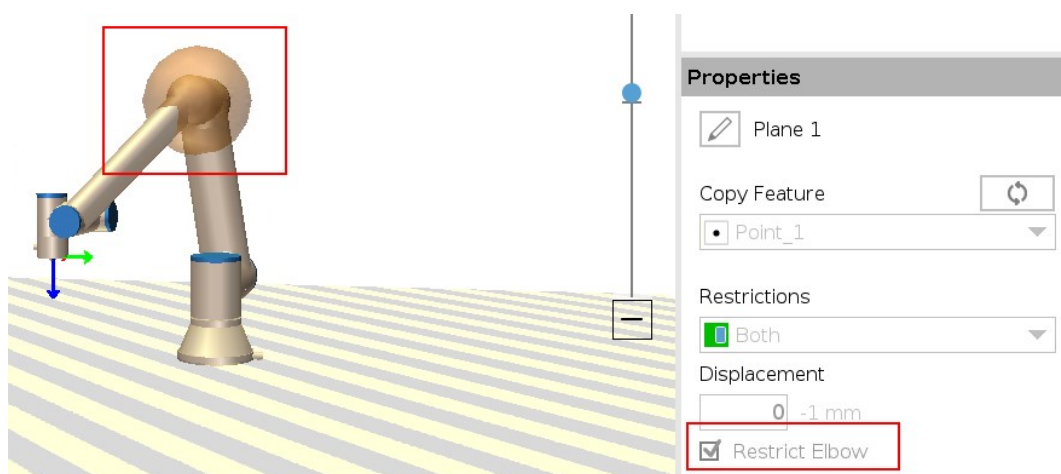 Properties
Plane 1
Copy Feature
Point_1
Restrictions
Both
Displacement
0 -1 mm
Restrict Elbow